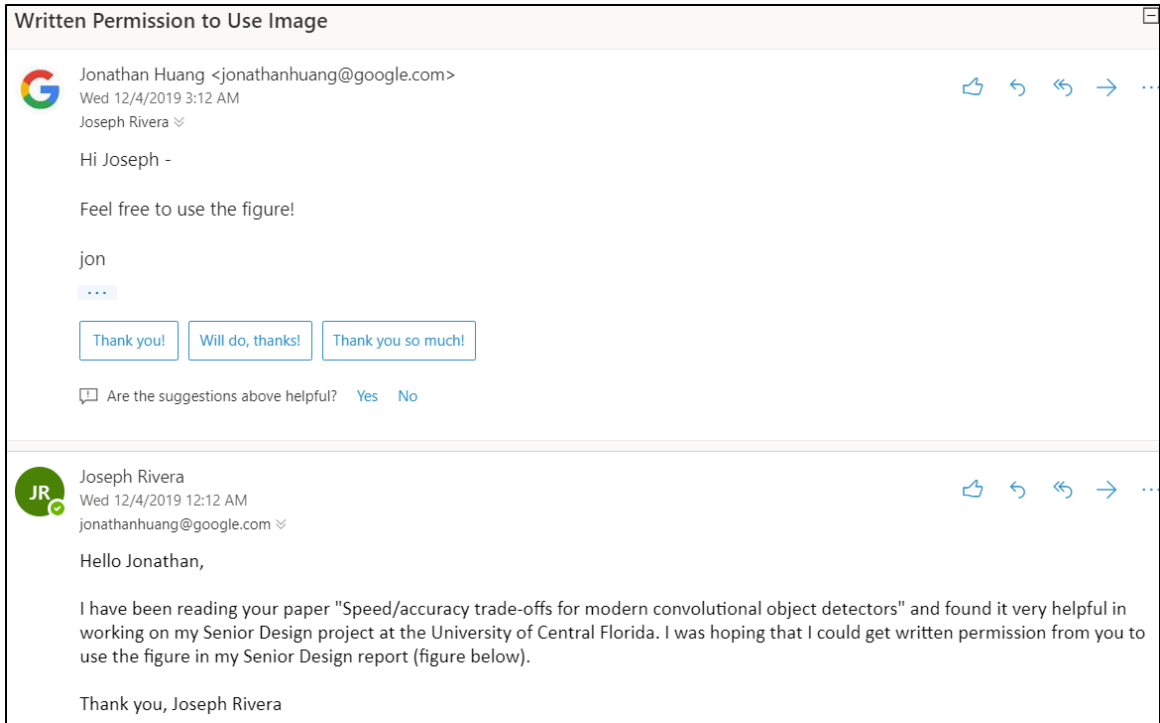 Written Permission to Use Image
Jonathan Huang <jonathanhuang@google.com>
Wed 12/4/2019 3:12 AM
Joseph Rivera
Hi Joseph -
Feel free to use the figure!
jon
...
Thank you!
Will do, thanks!
Thank you so much!
Are the suggestions above helpful? Yes No
JR
Joseph Rivera
Wed 12/4/2019 12:12 AM
jonathanhuang@google.com
Hello Jonathan,
I have been reading your paper "Speed/accuracy trade-offs for modern convolutional object detectors" and found it very helpful in
working on my Senior Design project at the University of Central Florida. I was hoping that I could get written permission from you to
use the figure in my Senior Design report (figure below).
Thank you, Joseph Rivera